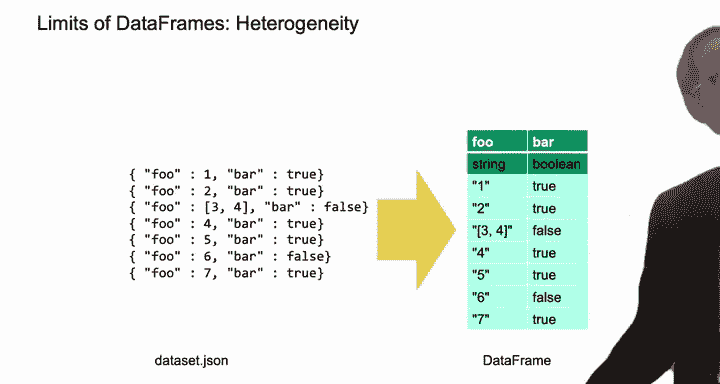 Limits of DataFrames: Heterogeneity
{ "foo" : 1, "bar" : true}
{ "foo" : 2, "bar" : true}
{ "foo" : [3, 4], "bar" : false}
{ "foo" : 4, "bar" : true}
{ "foo" : 5, "bar" : true}
{ "foo" : 6, "bar" : false}
{ "foo" : 7, "bar" : true}
dataset.json
foo bar
string boolean
"1" true
"2" true
"[3, 4]" false
"4" true
"5" true
"6" false
"7" true
DataFrame